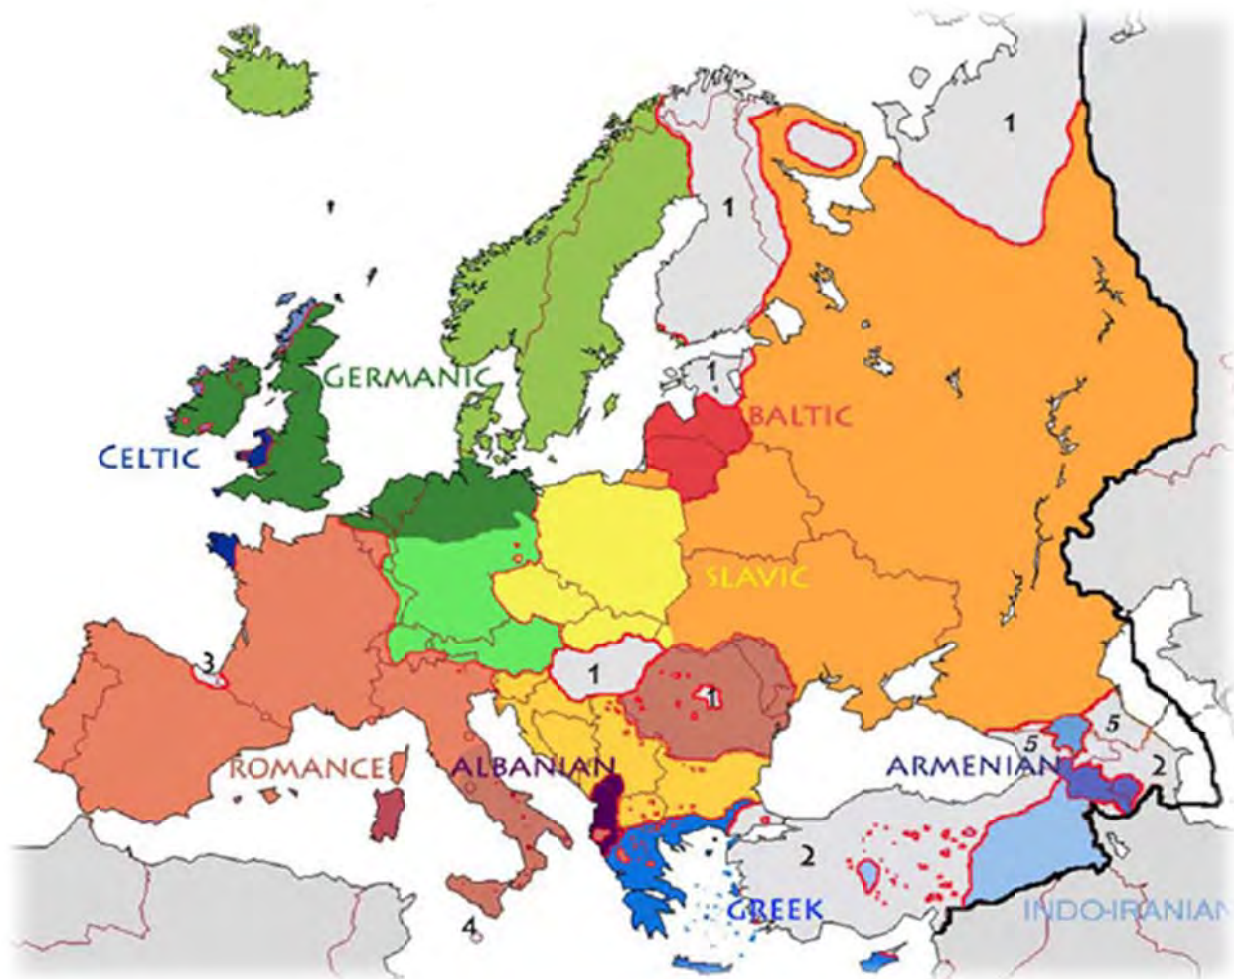 1
1
GERMANIC
1
BALTIC
CELTIC
SLAVIC
3
1
1
5
5
ROMANCE
ALBANIAN
ARMENIAN
2
2
4
GREEK
INDO-IRANIAN